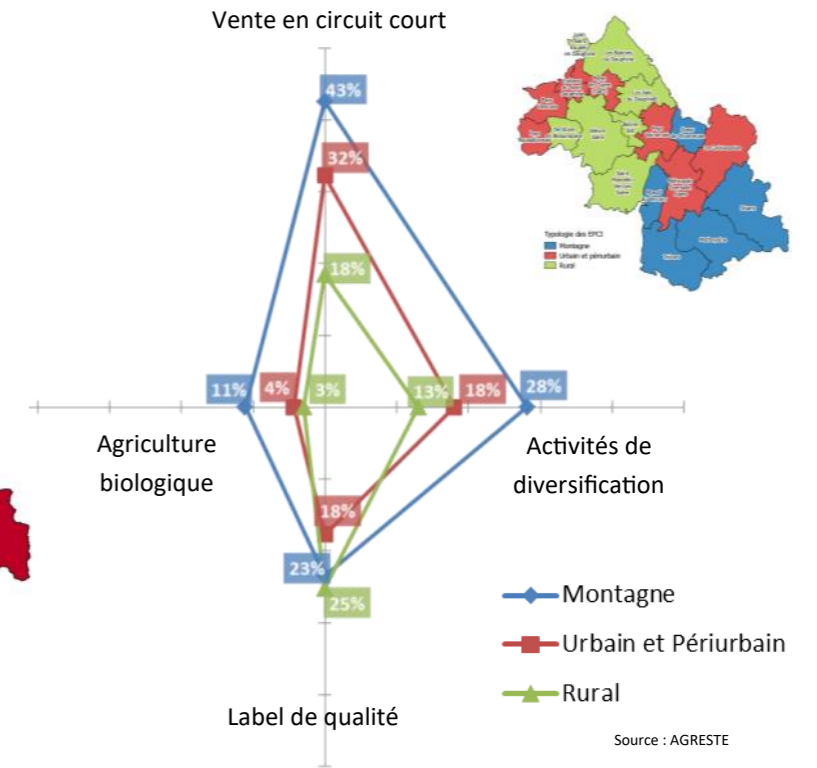 Vente en circuit court
43%
32%
18%
11%
4%
3%
13%
18%
28%
Agriculture
biologique
Activités de
diversification
18%
23%
25%
Label de qualité
Typologie des EPCI
Montagne
Urbain et périurbain
Rural
Montagne
Urbain et Périurbain
Rural
Source : AGRESTE